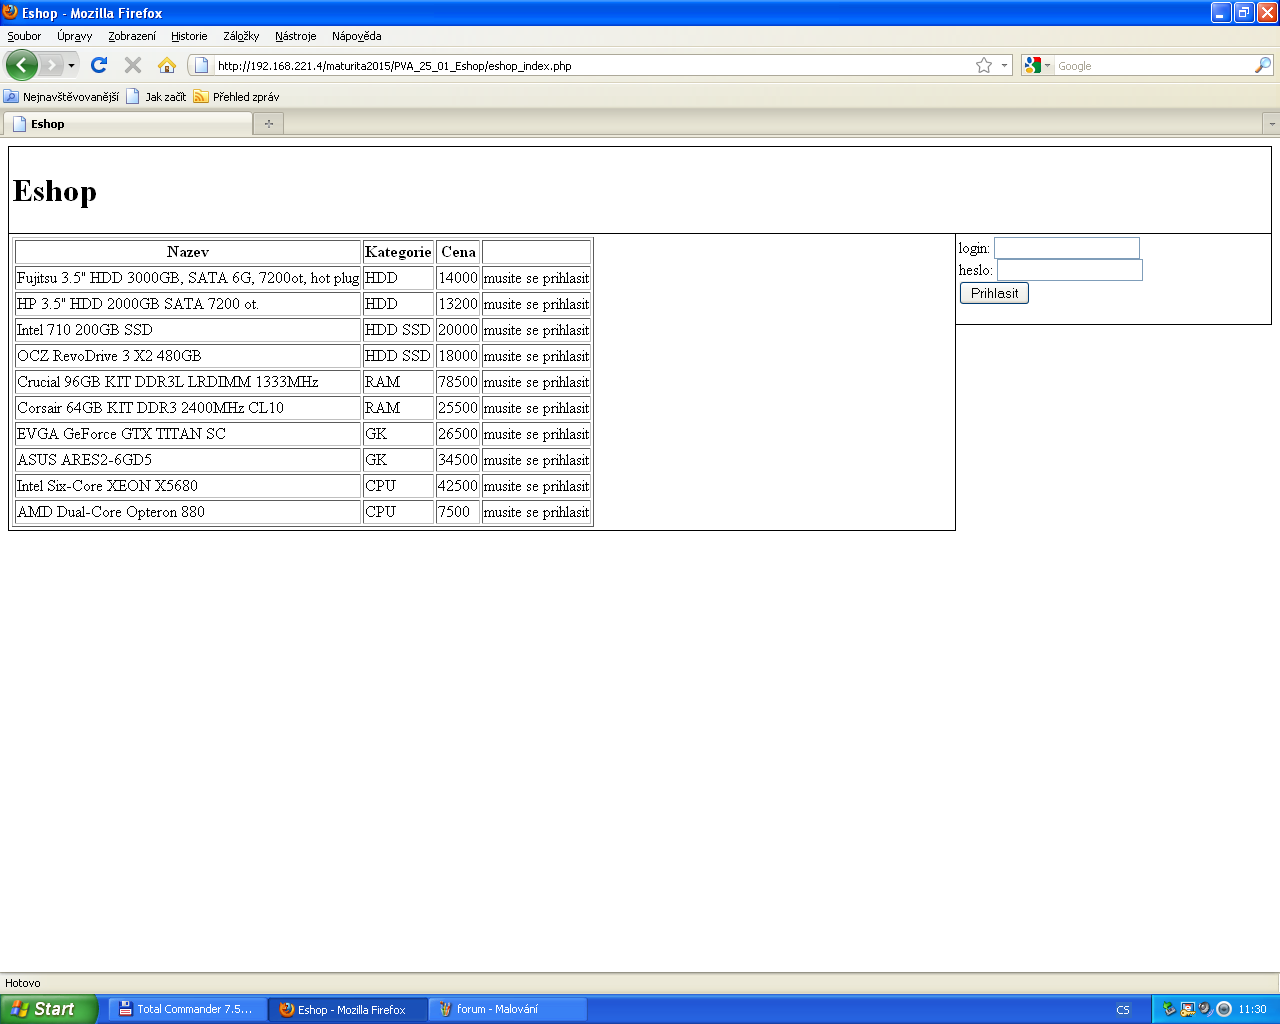 Eshop - Mozilla Firefox
Soubor Úpravy Zobrazení Historie Záložky Nástroje Nápověda
http://192.168.221.4/maturita2015/PVA_25_01_Eshop/eshop_index.php Google
Nejnavštěvovanější Jak začít Přehled zpráv
Eshop
Eshop
Nazev Kategorie Cena
Fujitsu 3.5" HDD 3000GB, SATA 6G, 7200ot, hot plug HDD 14000 musite se prihlasit
HP 3.5" HDD 2000GB SATA 7200 ot. HDD 13200 musite se prihlasit
Intel 710 200GB SSD HDD SSD 20000 musite se prihlasit
OCZ RevoDrive 3 X2 480GB HDD SSD 18000 musite se prihlasit
Crucial 96GB KIT DDR3L LRDIMM 1333MHz RAM 78500 musite se prihlasit
Corsair 64GB KIT DDR3 2400MHz CL10 RAM 25500 musite se prihlasit
EVGA GeForce GTX TITAN SC GK 26500 musite se prihlasit
ASUS ARES2-6GD5 GK 34500 musite se prihlasit
Intel Six-Core XEON X5680 CPU 42500 musite se prihlasit
AMD Dual-Core Opteron 880 CPU 7500 musite se prihlasit
login:
heslo:
Prihlasit
Hotovo
Start Total Commander 7.5... Eshop - Mozilla Firefox forum - Malování CS 11:30